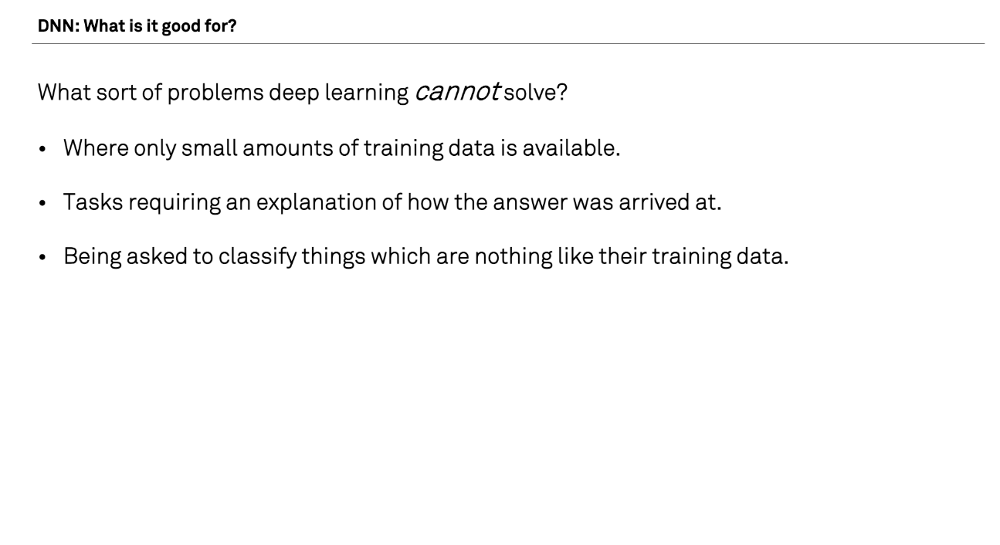 DNN: What is it good for?
What sort of problems deep learning cannot solve?
• Where only small amounts of training data is available.
• Tasks requiring an explanation of how the answer was arrived at.
• Being asked to classify things which are nothing like their training data.